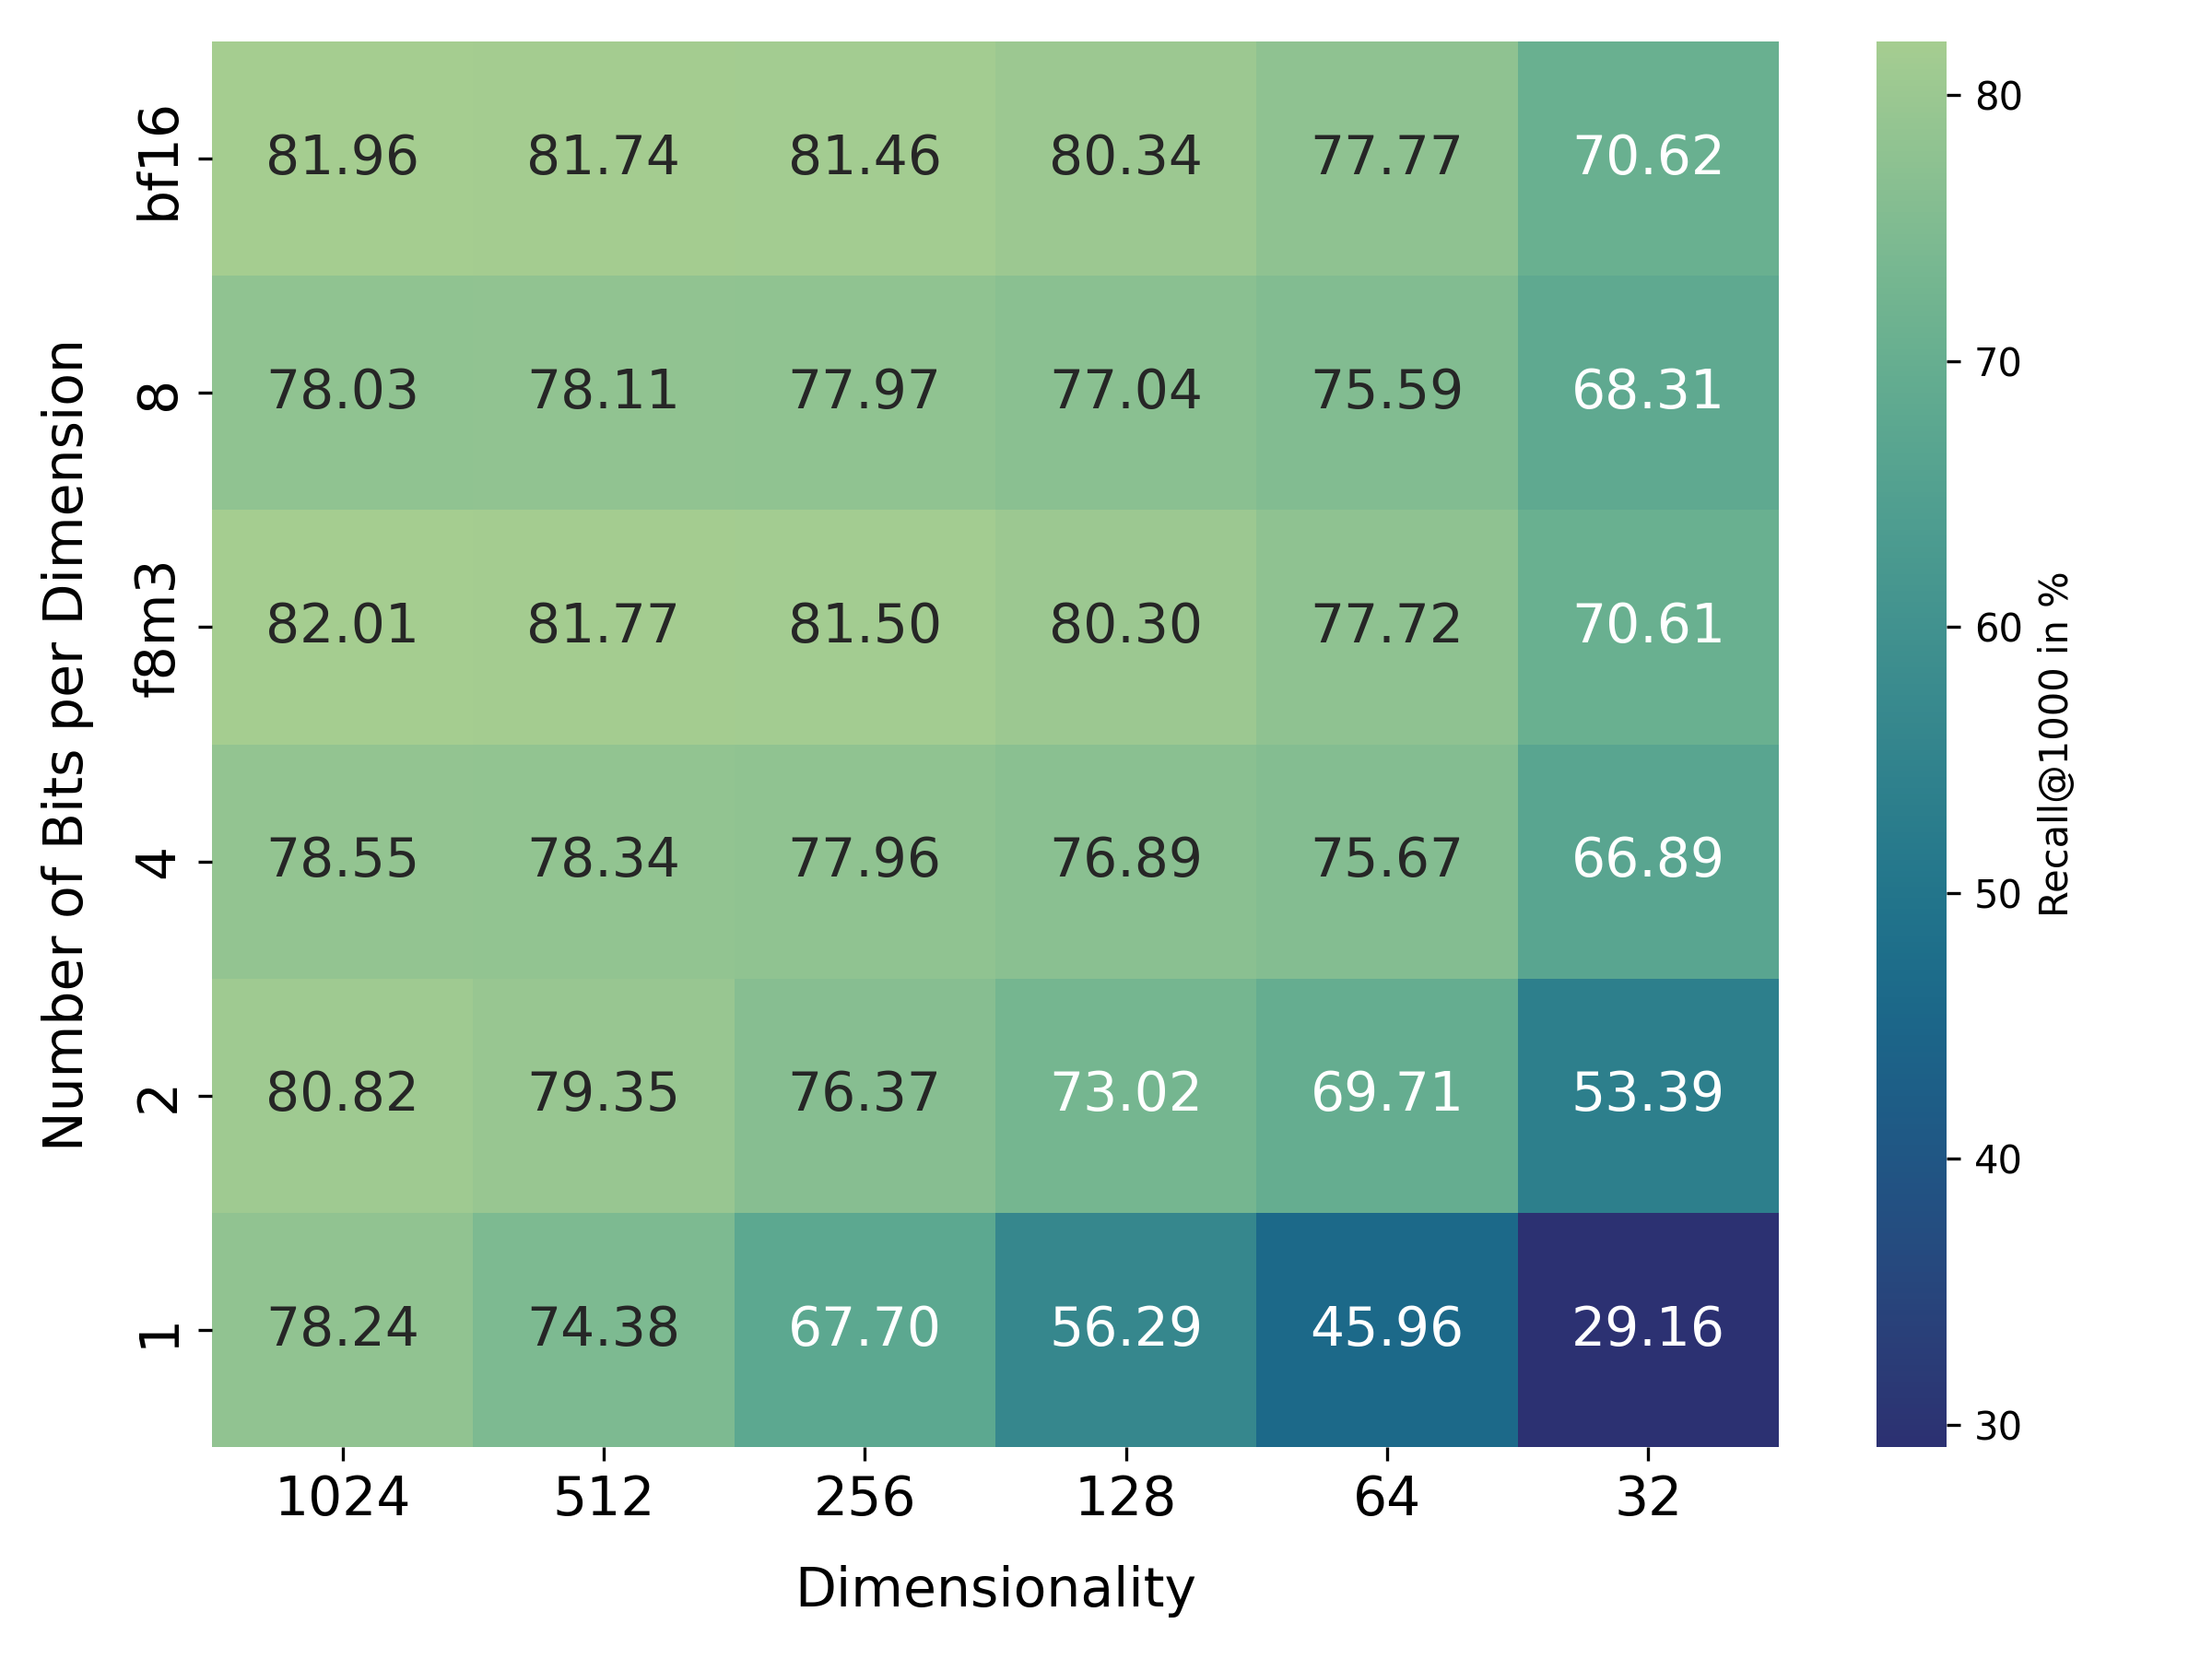 Number of Bits per Dimension
bf16 81.96 81.74 81.46 80.34 77.77 70.62
8 78.03 78.11 77.97 77.04 75.59 68.31
f8m3 82.01 81.77 81.50 80.30 77.72 70.61
4 78.55 78.34 77.96 76.89 75.67 66.89
2 80.82 79.35 76.37 73.02 69.71 53.39
1 78.24 74.38 67.70 56.29 45.96 29.16
1024 512 256 128 64 32
Dimensionality
80
70
60
50
40
30
Recall@1000 in %